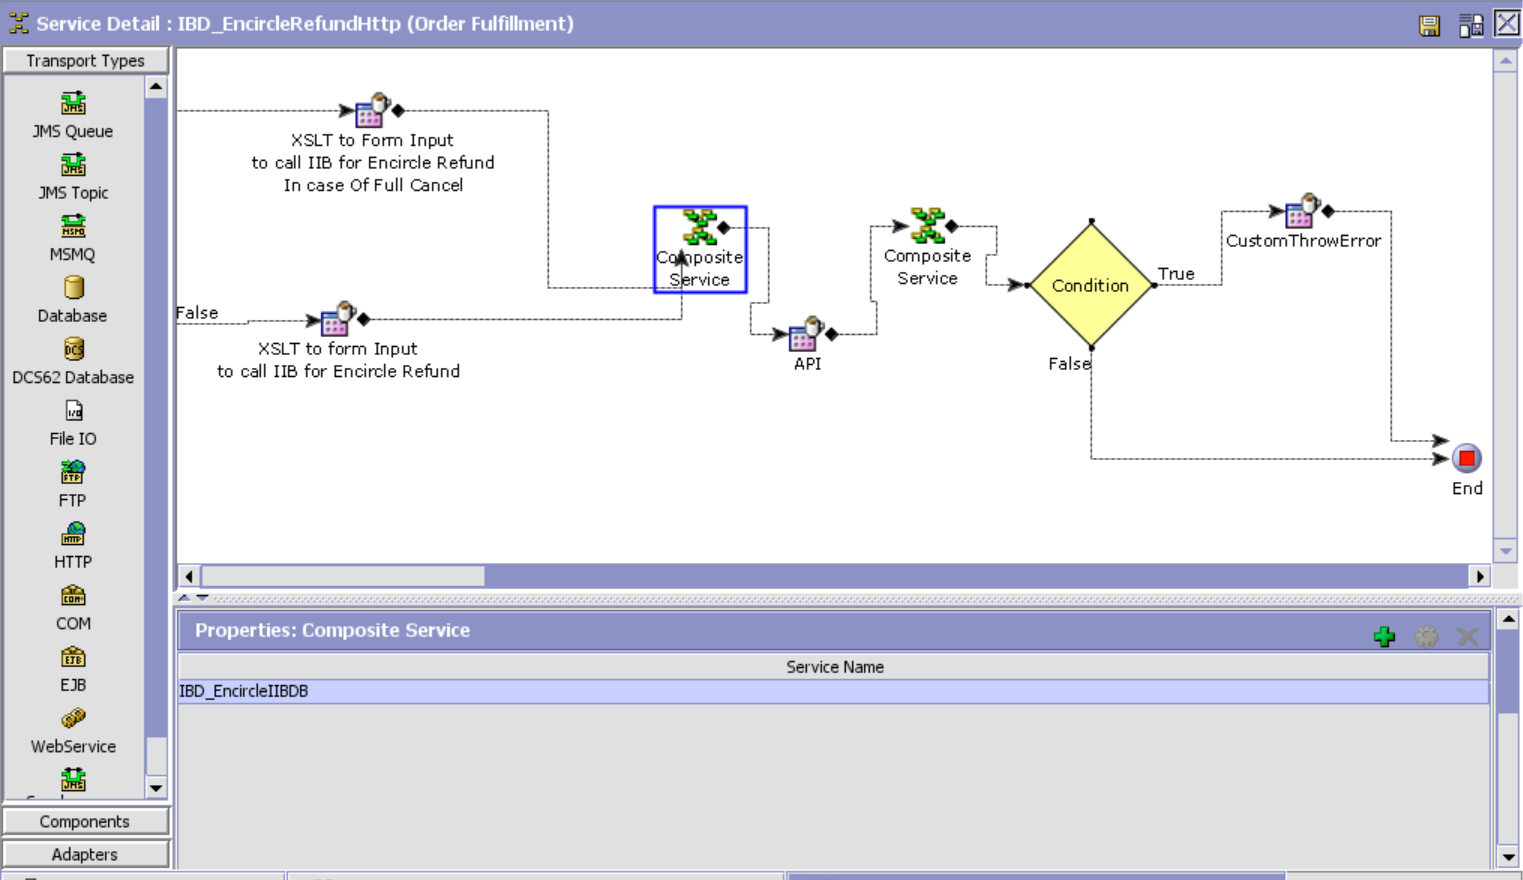 Service Detail : IBD_EncircleRefundHttp (Order Fulfillment)
Transport Types
JMS Queue
JMS Topic
MSMQ
Database
DCS62 Database
File IO
FTP
HTTP
COM
EJB
WebService
Components
Adapters
XSLT to Form Input
to call IIB for Encircle Refund
In case Of Full Cancel
False
XSLT to form Input
to call IIB for Encircle Refund
Composite
Service
API
Composite
Service
Condition
True
False
CustomThrowError
End
Properties: Composite Service
Service Name
IBD_EncircleIIBDB